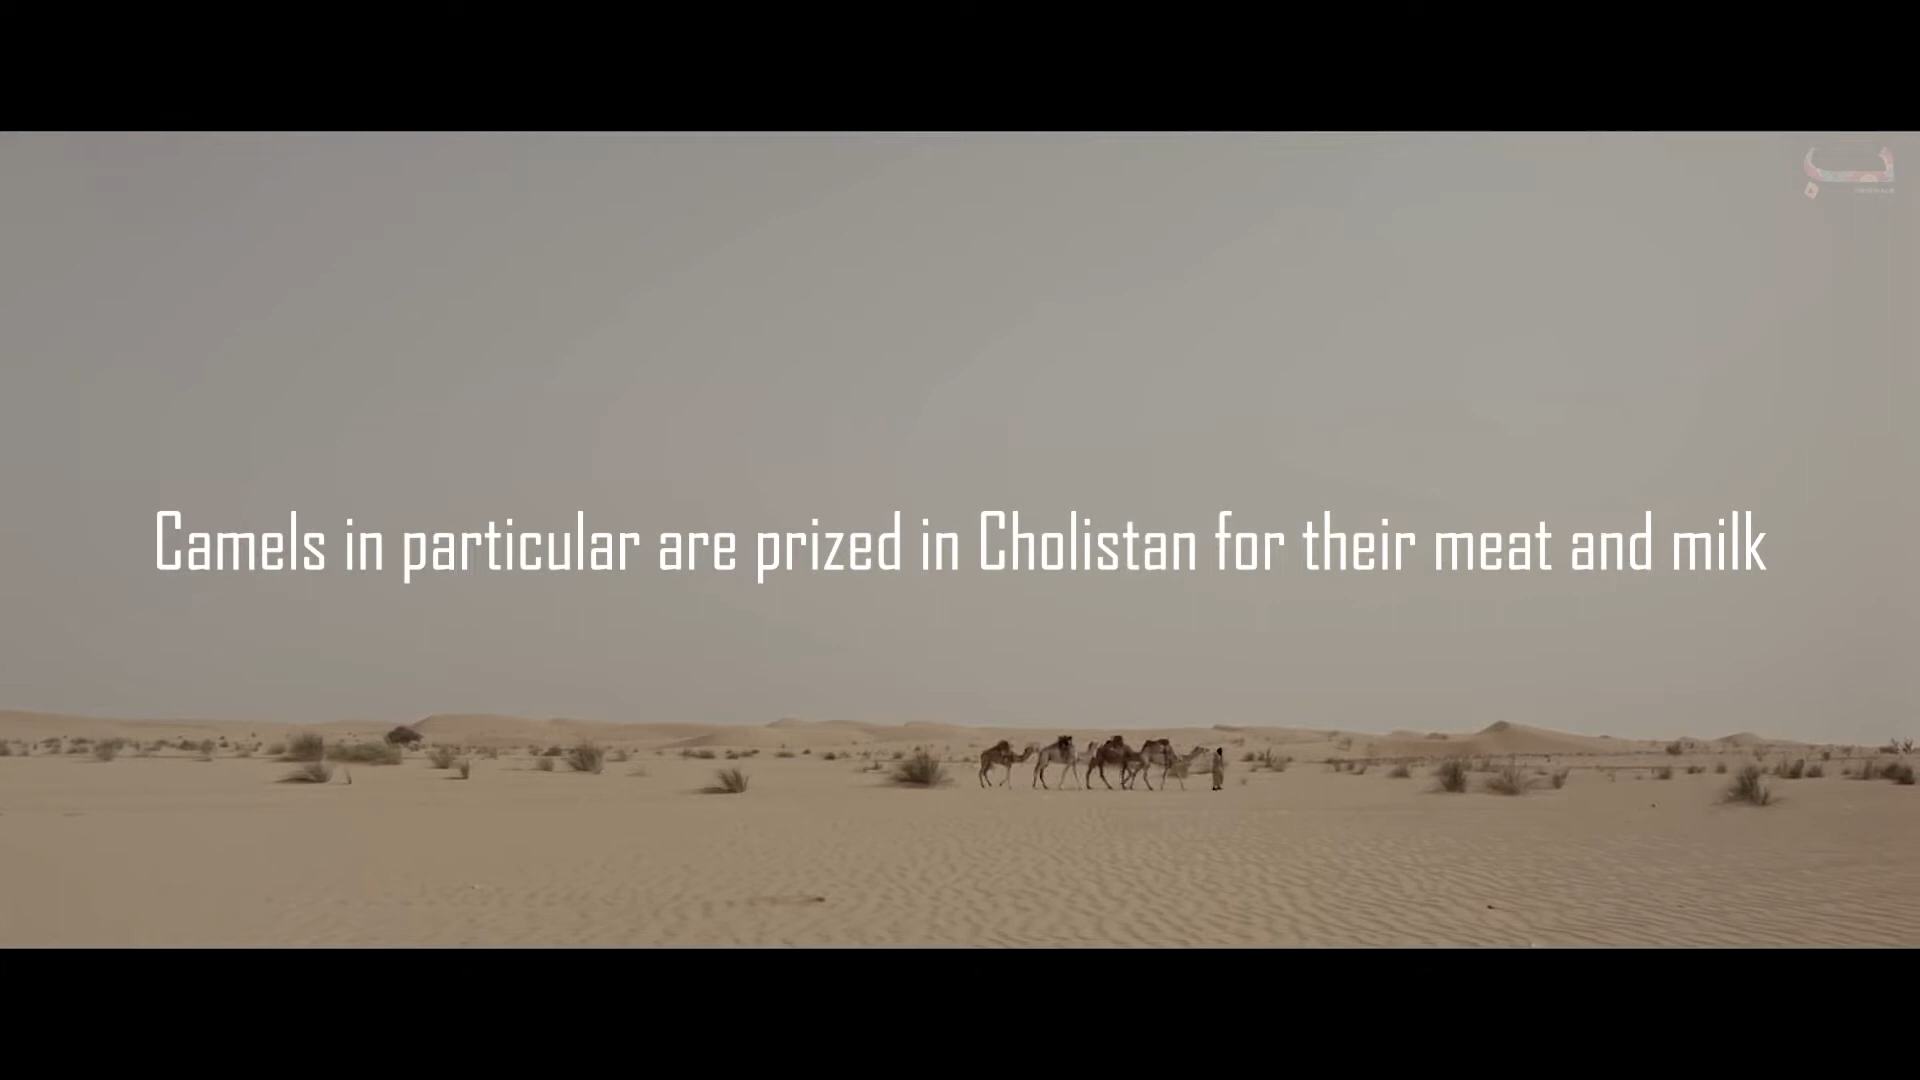 Camels in particular are prized in Cholistan for their meat and milk